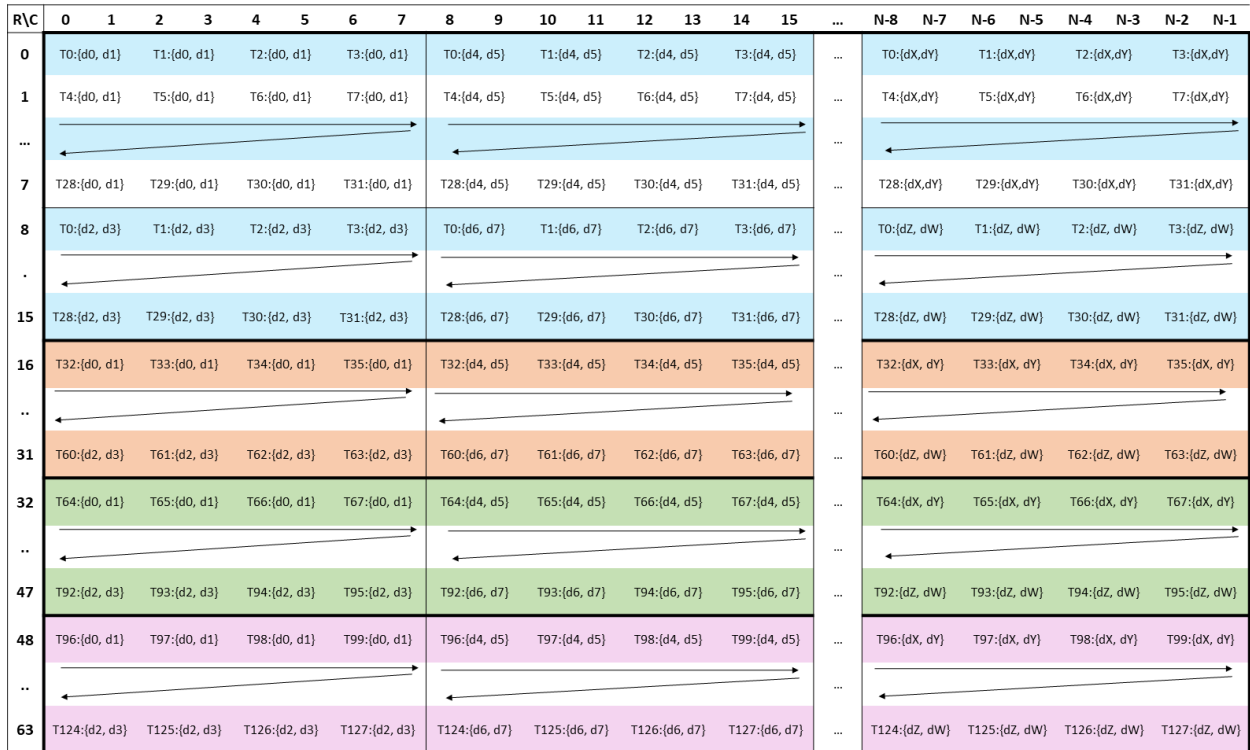 R\C 0 1 2 3 4 5 6 7 8 9 10 11 12 13 14 15 ... N-8 N-7 N-6 N-5 N-4 N-3 N-2 N-1
0 T0:{d0, d1} T1:{d0, d1} T2:{d0, d1} T3:{d0, d1} T0:{d4, d5} T1:{d4, d5} T2:{d4, d5} T3:{d4, d5} ... T0:{dX,dY} T1:{dX,dY} T2:{dX,dY} T3:{dX,dY}
1 T4:{d0, d1} T5:{d0, d1} T6:{d0, d1} T7:{d0, d1} T4:{d4, d5} T5:{d4, d5} T6:{d4, d5} T7:{d4, d5} ... T4:{dX,dY} T5:{dX,dY} T6:{dX,dY} T7:{dX,dY}
... ...
7 T28:{d0, d1} T29:{d0, d1} T30:{d0, d1} T31:{d0, d1} T28:{d4, d5} T29:{d4, d5} T30:{d4, d5} T31:{d4, d5} ... T28:{dX,dY} T29:{dX,dY} T30:{dX,dY} T31:{dX,dY}
8 T0:{d2, d3} T1:{d2, d3} T2:{d2, d3} T3:{d2, d3} T0:{d6, d7} T1:{d6, d7} T2:{d6, d7} T3:{d6, d7} ... T0:{dZ, dW} T1:{dZ, dW} T2:{dZ, dW} T3:{dZ, dW}
. ...
15 T28:{d2, d3} T29:{d2, d3} T30:{d2, d3} T31:{d2, d3} T28:{d6, d7} T29:{d6, d7} T30:{d6, d7} T31:{d6, d7} ... T28:{dZ, dW} T29:{dZ, dW} T30:{dZ, dW} T31:{dZ, dW}
16 T32:{d0, d1} T33:{d0, d1} T34:{d0, d1} T35:{d0, d1} T32:{d4, d5} T33:{d4, d5} T34:{d4, d5} T35:{d4, d5} ... T32:{dX, dY} T33:{dX, dY} T34:{dX, dY} T35:{dX, dY}
.. ...
31 T60:{d2, d3} T61:{d2, d3} T62:{d2, d3} T63:{d2, d3} T60:{d6, d7} T61:{d6, d7} T62:{d6, d7} T63:{d6, d7} ... T60:{dZ, dW} T61:{dZ, dW} T62:{dZ, dW} T63:{dZ, dW}
32 T64:{d0, d1} T65:{d0, d1} T66:{d0, d1} T67:{d0, d1} T64:{d4, d5} T65:{d4, d5} T66:{d4, d5} T67:{d4, d5} ... T64:{dX, dY} T65:{dX, dY} T66:{dX, dY} T67:{dX, dY}
.. ...
47 T92:{d2, d3} T93:{d2, d3} T94:{d2, d3} T95:{d2, d3} T92:{d6, d7} T93:{d6, d7} T94:{d6, d7} T95:{d6, d7} ... T92:{dZ, dW} T93:{dZ, dW} T94:{dZ, dW} T95:{dZ, dW}
48 T96:{d0, d1} T97:{d0, d1} T98:{d0, d1} T99:{d0, d1} T96:{d4, d5} T97:{d4, d5} T98:{d4, d5} T99:{d4, d5} ... T96:{dX, dY} T97:{dX, dY} T98:{dX, dY} T99:{dX, dY}
.. ...
63 T124:{d2, d3} T125:{d2, d3} T126:{d2, d3} T127:{d2, d3} T124:{d6, d7} T125:{d6, d7} T126:{d6, d7} T127:{d6, d7} ... T124:{dZ, dW} T125:{dZ, dW} T126:{dZ, dW} T127:{dZ, dW}